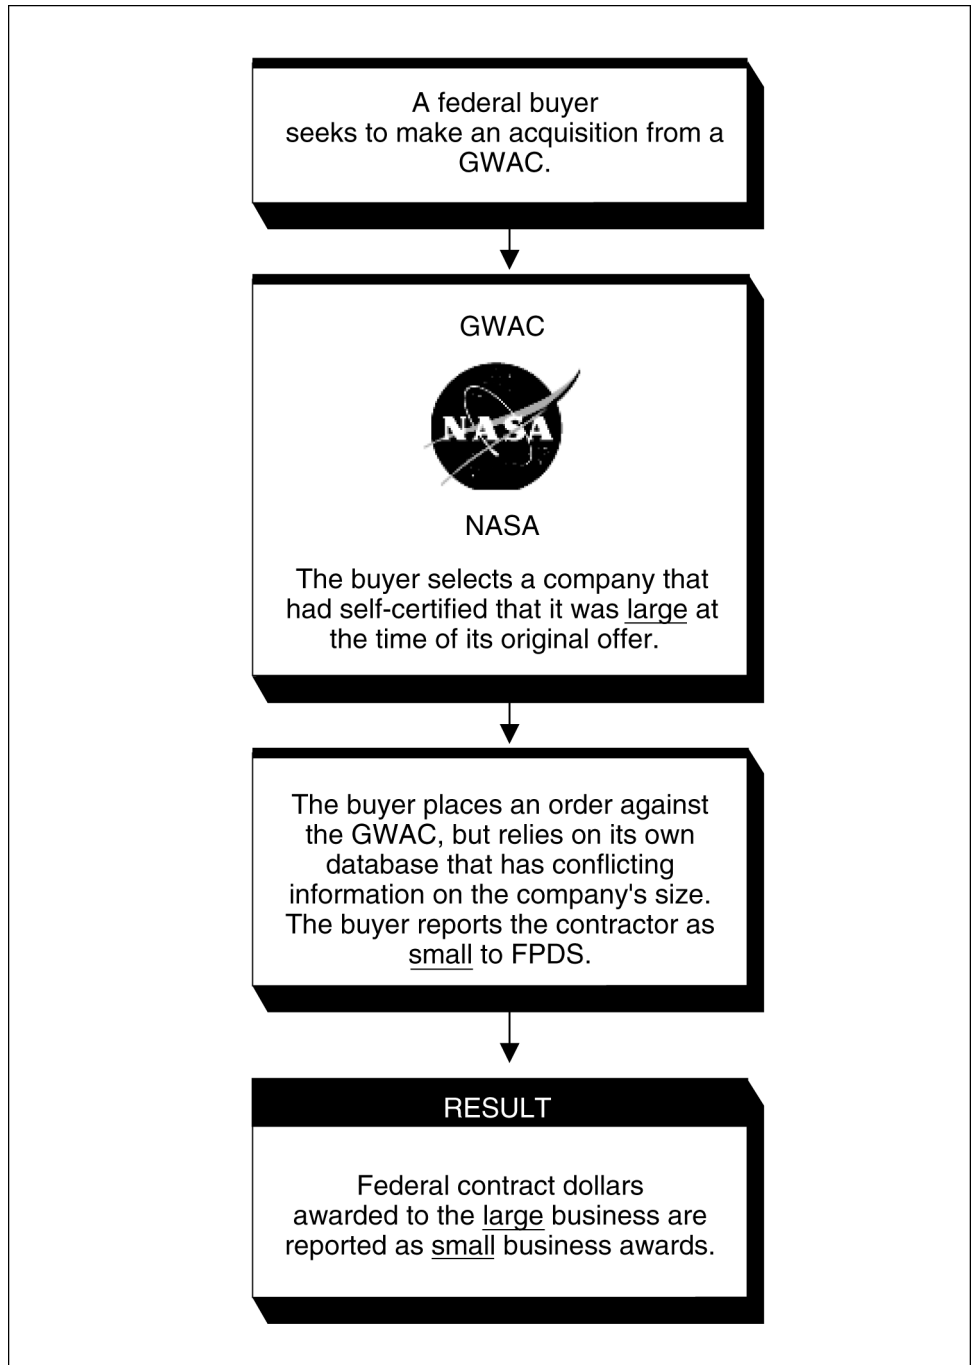 A federal buyer
seeks to make an acquisition from a
GWAC.
GWAC
NASA
NASA
The buyer selects a company that
had self-certified that it was large at
the time of its original offer.
The buyer places an order against
the GWAC, but relies on its own
database that has conflicting
information on the company's size.
The buyer reports the contractor as
small to FPDS.
RESULT
Federal contract dollars
awarded to the large business are
reported as small business awards.